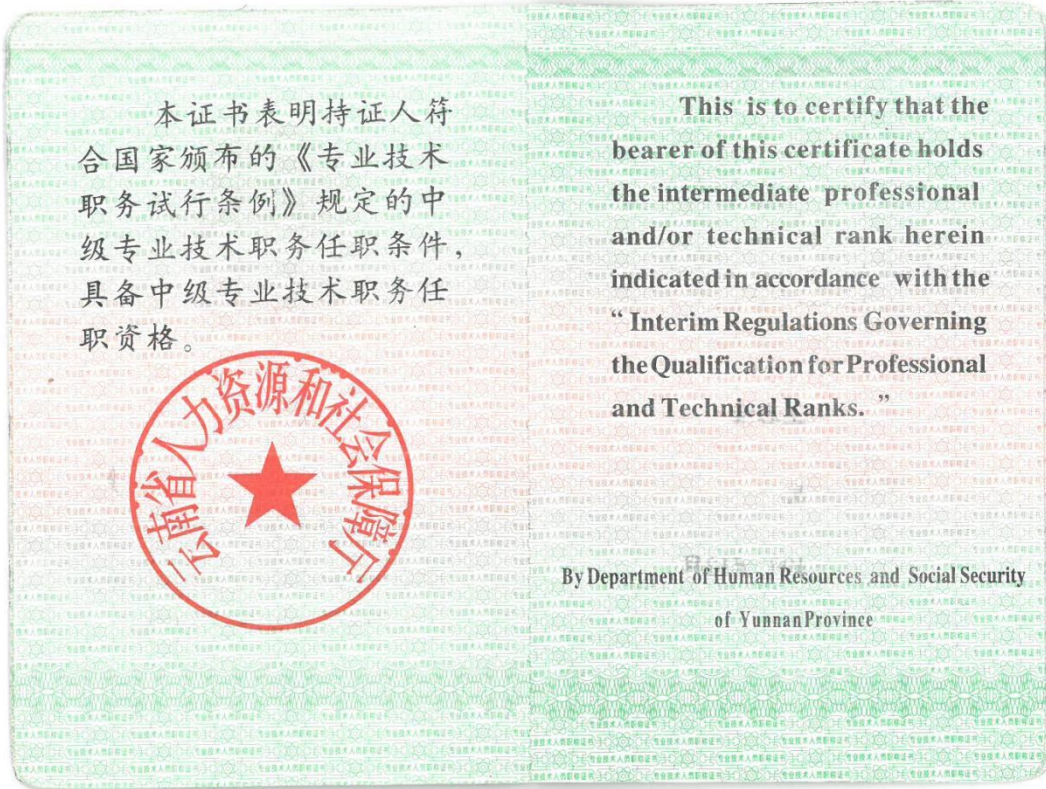 本证书表明持证人符
合国家颁布的《专业技术
职务试行条例》规定的中
级专业技术职务任职条件，
具备中级专业技术职务任
职资格。
云南省人力资源和社会保障厅
This is to certify that the
bearer of this certificate holds
the intermediate professional
and/or technical rank herein
indicated in accordance with the
“ Interim Regulations Governing
the Qualification for Professional
and Technical Ranks. ”
By Department of Human Resources and Social Security
of Yunnan Province